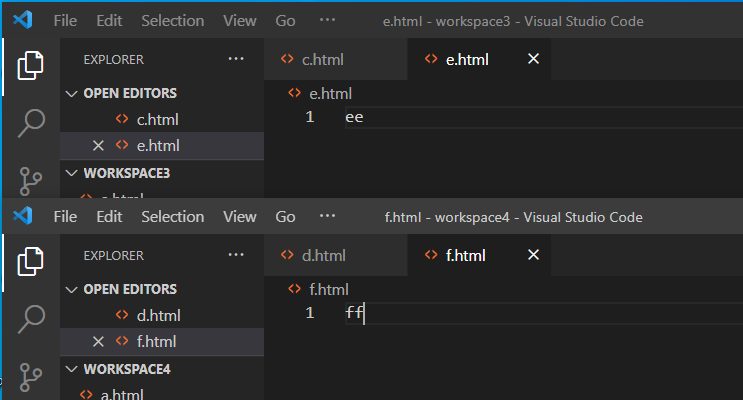 File Edit Selection View Go ··· e.html - workspace3 - Visual Studio Code
EXPLORER ··· c.html e.html
OPEN EDITORS e.html
c.html 1 ee
e.html
WORKSPACE3
File Edit Selection View Go ··· f.html - workspace4 - Visual Studio Code
EXPLORER ··· d.html f.html
OPEN EDITORS f.html
d.html 1 ff
f.html
WORKSPACE4
a.html